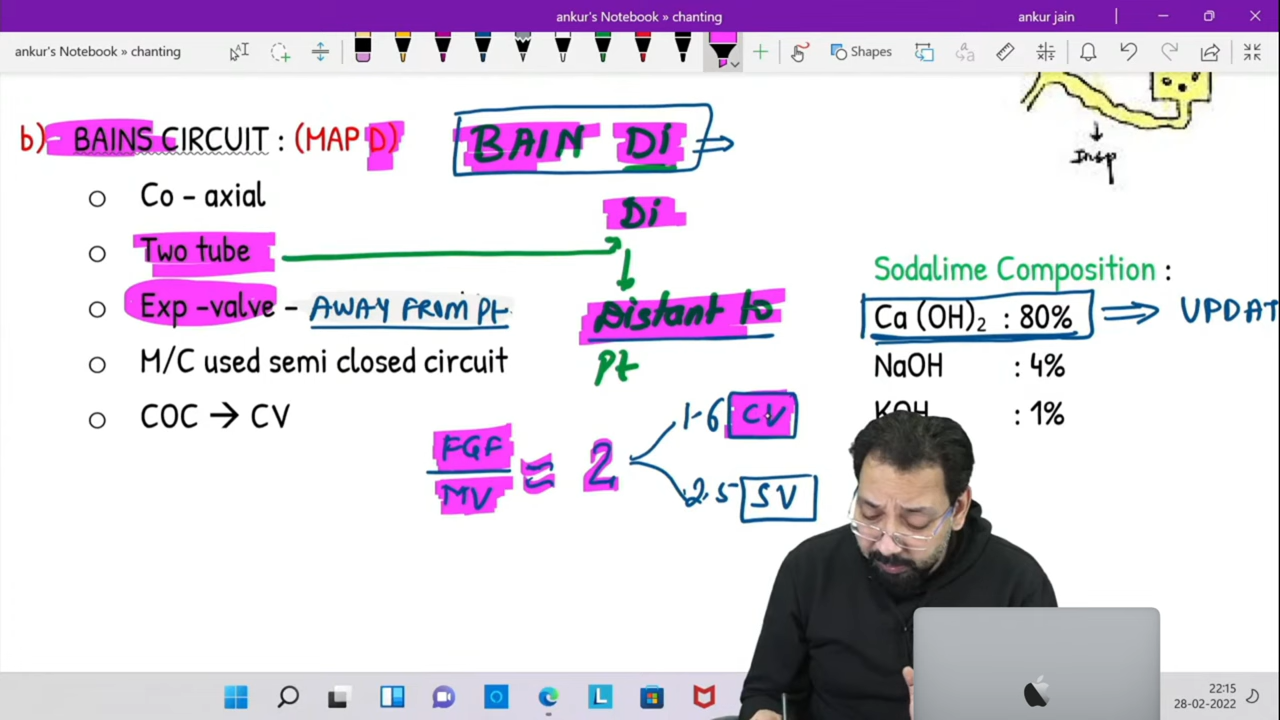 ankur's Notebook » chanting
ankur jain
ankur's Notebook » chanting
Shapes
b)- BAINS CIRCUIT : (MAP D)
BAIN Di
Insp
Co – axial
Di
Two tube
Exp -valve – AWAY FROM Pt.
Distant to
Pt
M/C used semi closed circuit
COC → CV
FGF
MV
= 2
1-6 CV
2.5 SV
Sodalime Composition :
Ca (OH)2 : 80% ⇒ UPDAT
NaOH : 4%
KOH : 1%
22:15
28-02-2022